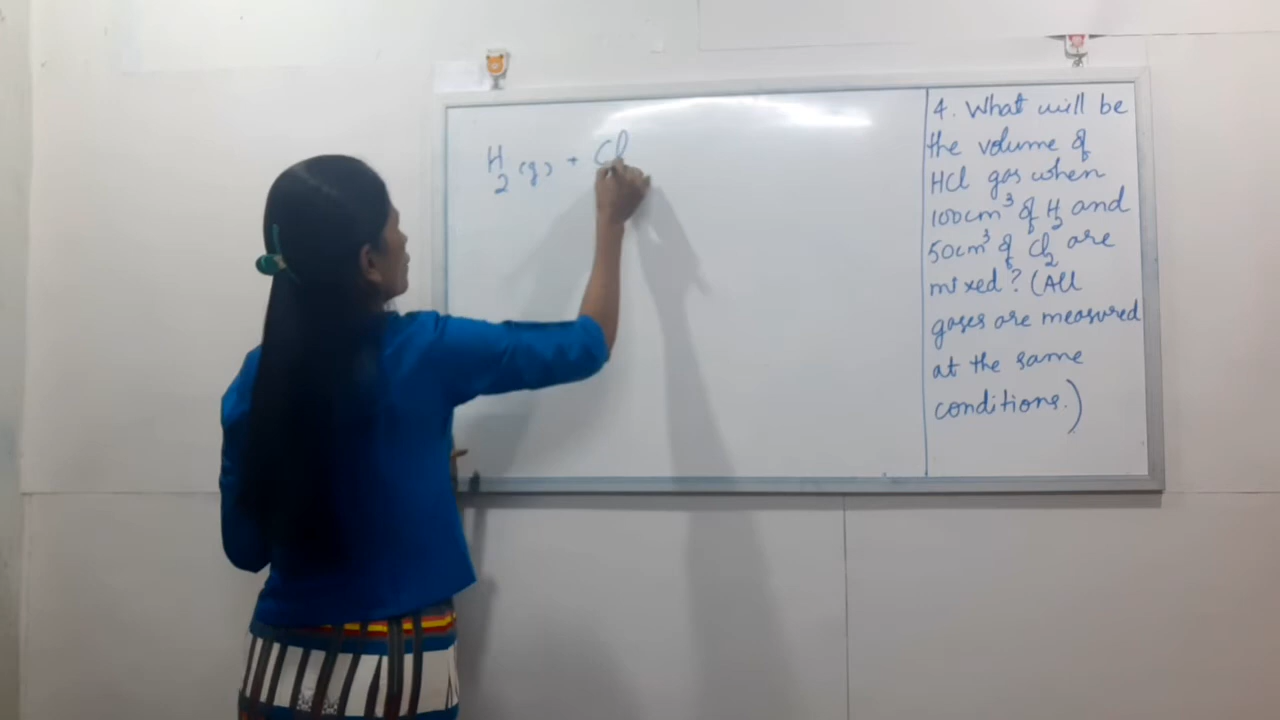 H2 (g) + Cl
4. What will be
the volume of
HCl gas when
100cm³ of H2 and
50cm³ of Cl2 are
mixed? (All
gases are measured
at the same
conditions.)